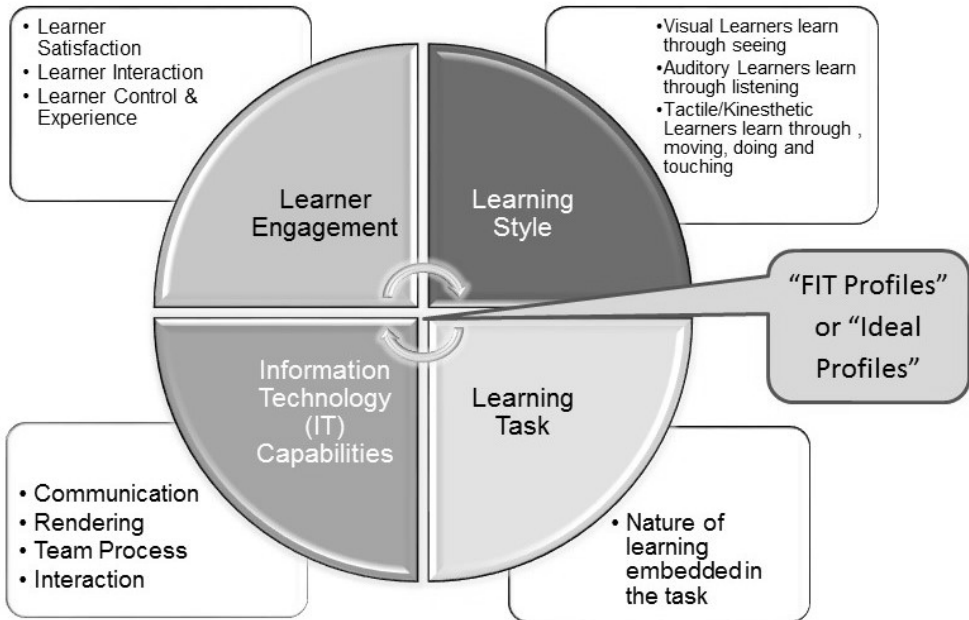 • Learner
Satisfaction
• Learner Interaction
• Learner Control &
Experience
•Visual Learners learn
through seeing
•Auditory Learners learn
through listening
•Tactile/Kinesthetic
Learners learn through ,
moving, doing and
touching
Learner
Engagement
Learning
Style
“FIT Profiles”
or “Ideal
Profiles”
Information
Technology
(IT)
Capabilities
Learning
Task
• Communication
• Rendering
• Team Process
• Interaction
• Nature of
learning
embedded in
the task